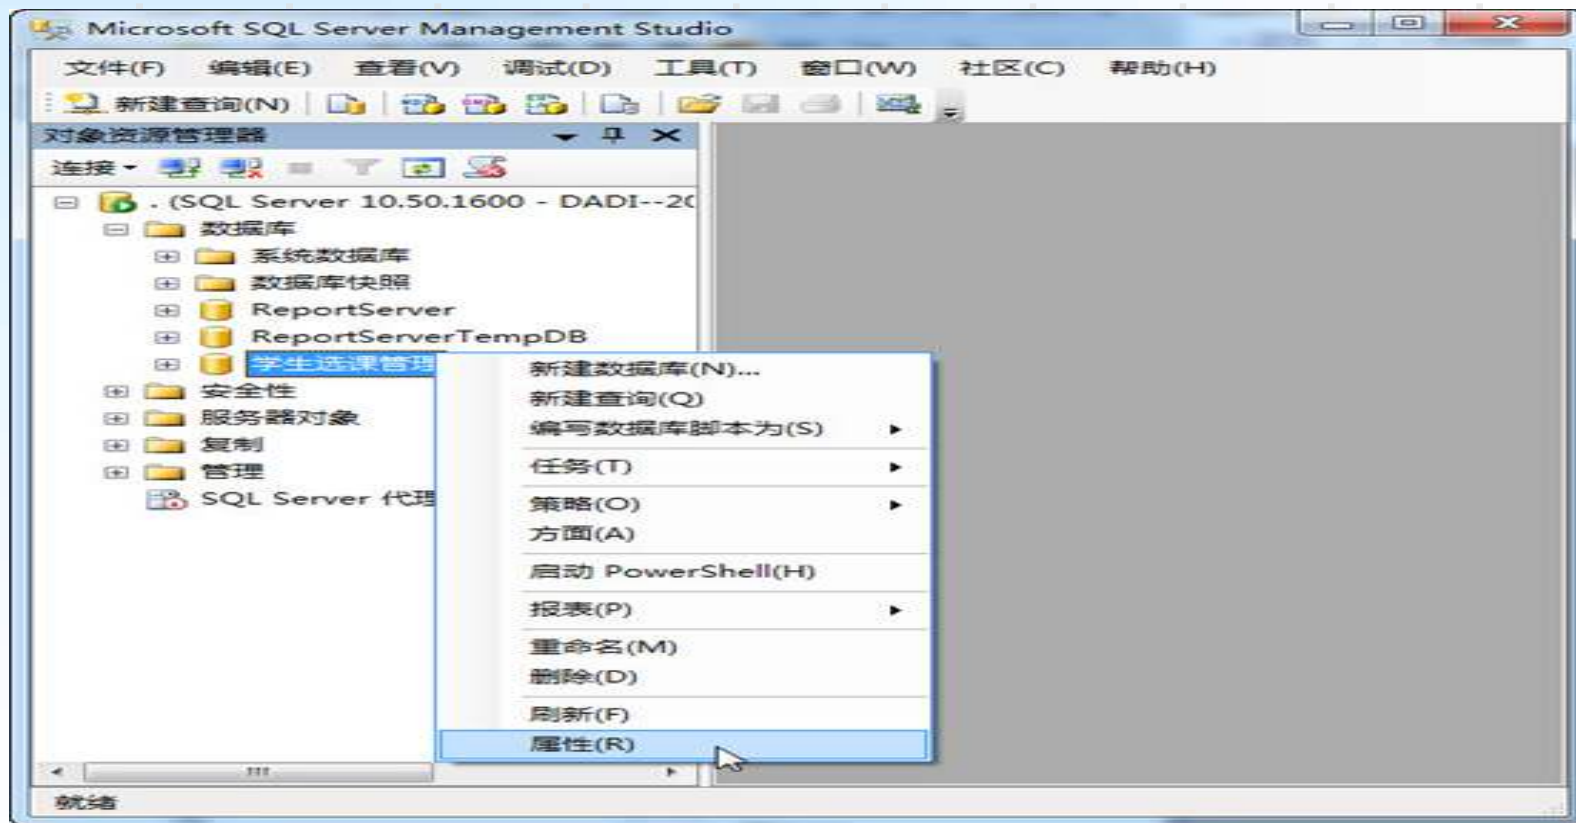 Microsoft SQL Server Management Studio
文件(F) 编辑(E) 查看(V) 调试(D) 工具(T) 窗口(W) 社区(C) 帮助(H)
新建查询(N)
对象资源管理器
连接
. (SQL Server 10.50.1600 - DADI--20
数据库
系统数据库
数据库快照
ReportServer
ReportServerTempDB
学生选课管理
安全性
服务器对象
复制
管理
SQL Server 代理
新建数据库(N)...
新建查询(Q)
编写数据库脚本为(S)
任务(T)
策略(O)
方面(A)
启动 PowerShell(H)
报表(P)
重命名(M)
删除(D)
刷新(F)
属性(R)
就绪